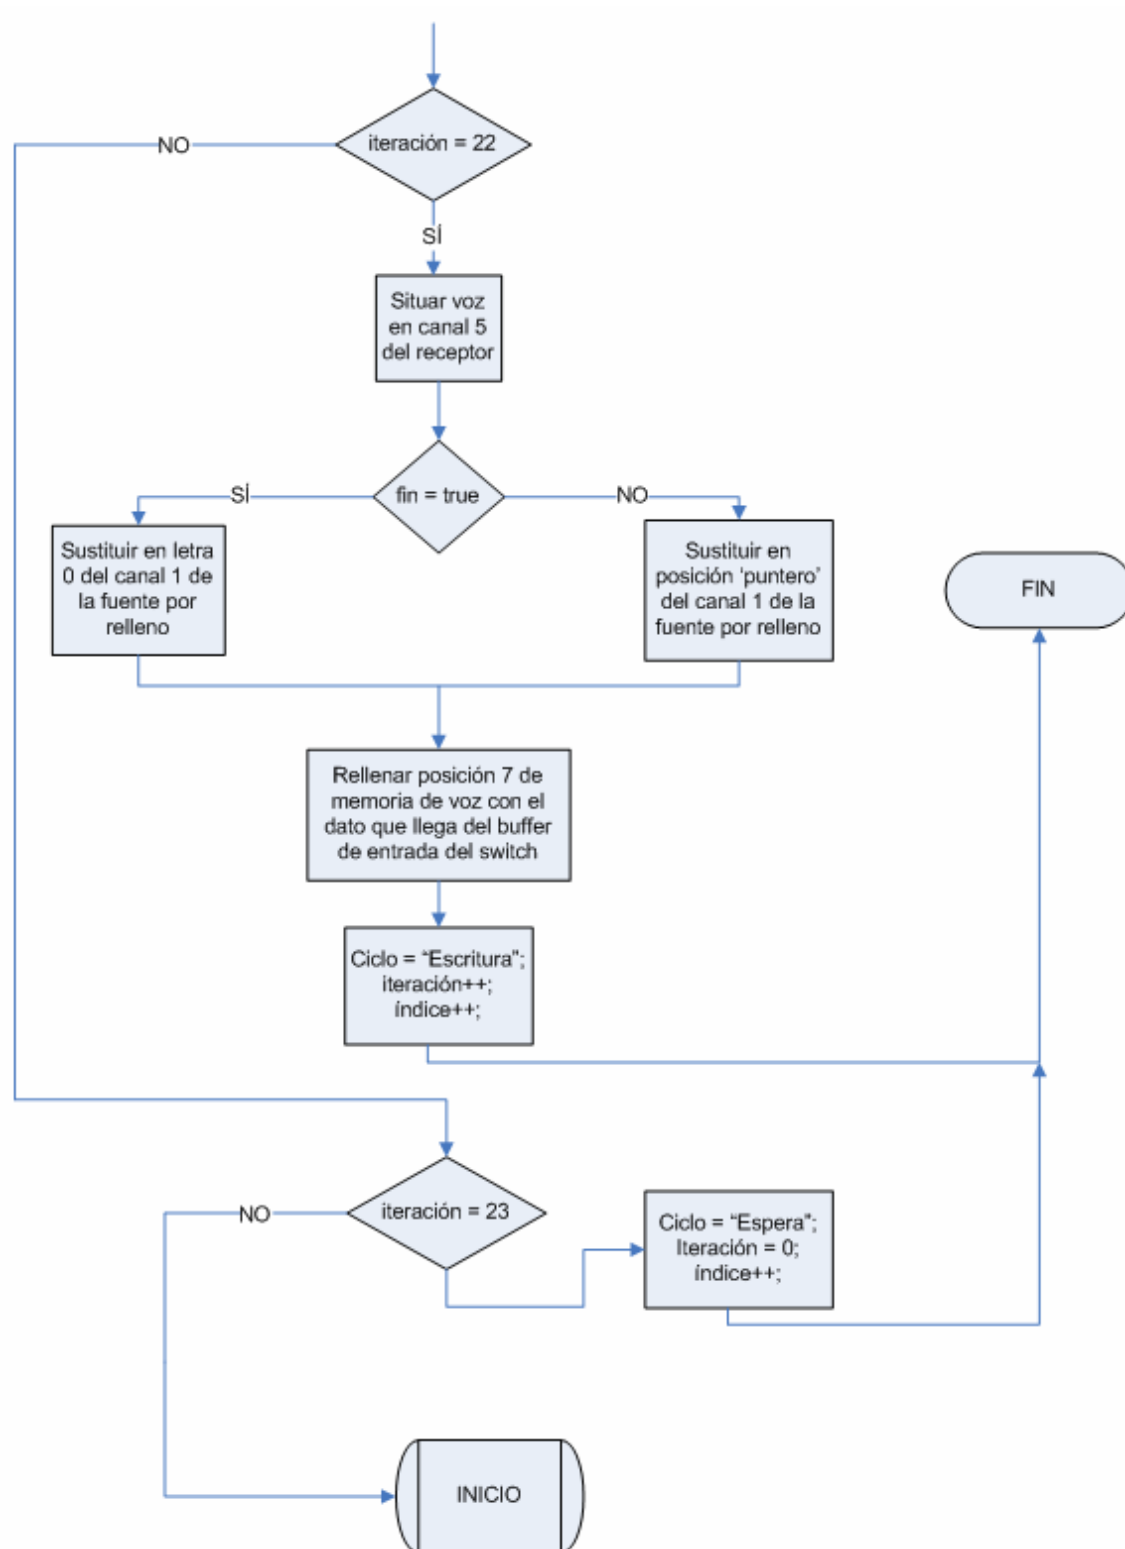 iteración = 22
NO
SÍ
Situar voz
en canal 5
del receptor
fin = true
SÍ
NO
Sustituir en letra
0 del canal 1 de
la fuente por
relleno
Sustituir en
posición ‘puntero’
del canal 1 de la
fuente por relleno
FIN
Rellenar posición 7 de
memoria de voz con el
dato que llega del buffer
de entrada del switch
Ciclo = “Escritura”;
iteración++;
índice++;
iteración = 23
NO
Ciclo = “Espera”;
Iteración = 0;
índice++;
INICIO